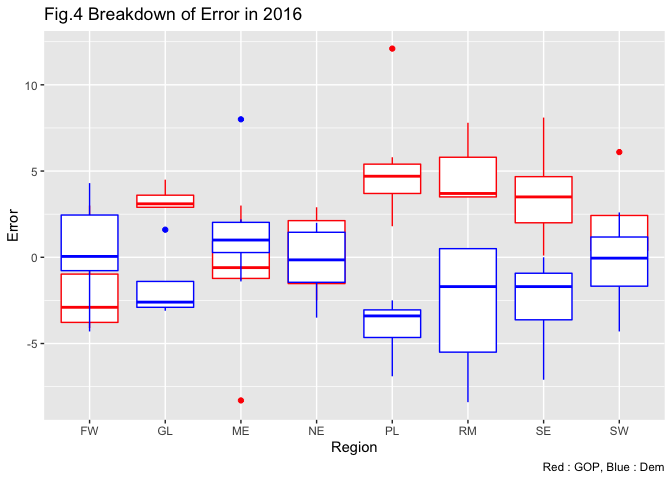 Fig.4 Breakdown of Error in 2016
Error
10
5
0
-5
FW GL ME NE PL RM SE SW
Region
Red : GOP, Blue : Dem